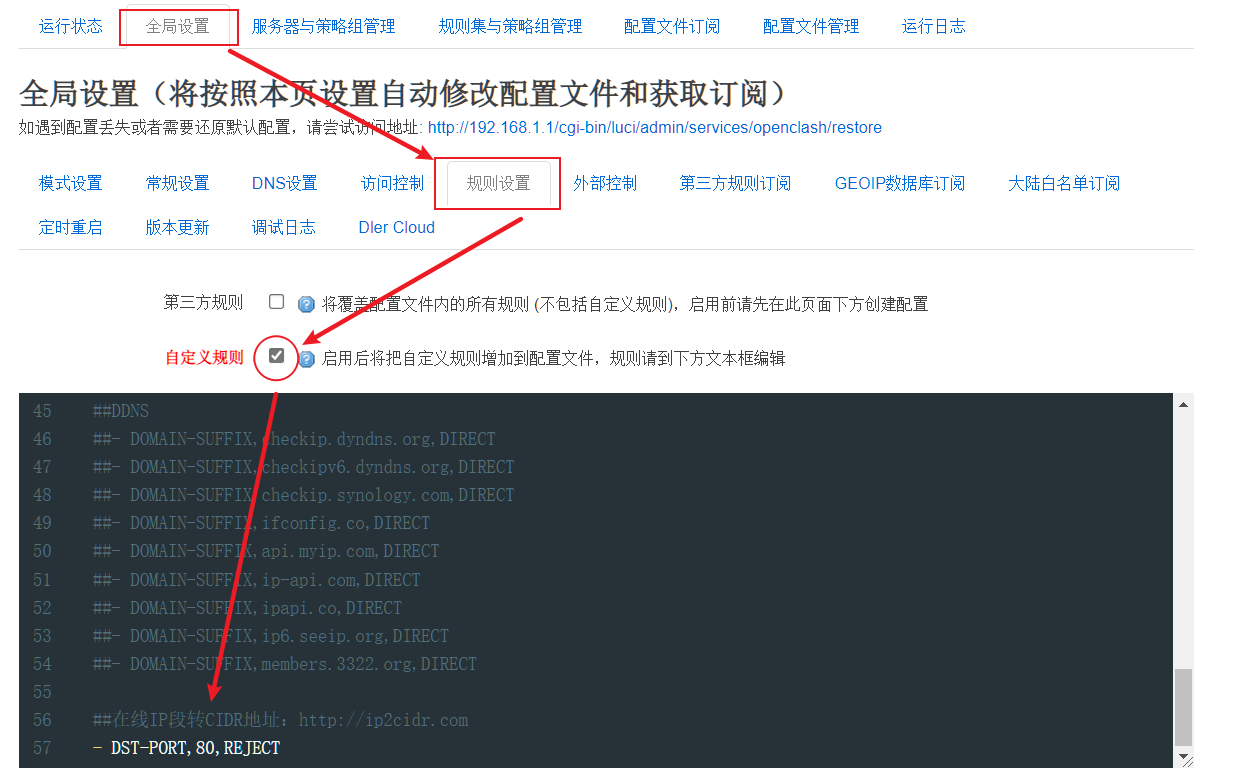 运行状态 全局设置 服务器与策略组管理 规则集与策略组管理 配置文件订阅 配置文件管理 运行日志
全局设置（将按照本页设置自动修改配置文件和获取订阅）
如遇到配置丢失或者需要还原默认配置，请尝试访问地址: http://192.168.1.1/cgi-bin/luci/admin/services/openclash/restore
模式设置 常规设置 DNS设置 访问控制 规则设置 外部控制 第三方规则订阅 GEOIP数据库订阅 大陆白名单订阅
定时重启 版本更新 调试日志 Dler Cloud
第三方规则 将覆盖配置文件内的所有规则 (不包括自定义规则)，启用前请先在此页面下方创建配置
自定义规则 启用后将把自定义规则增加到配置文件，规则请到下方文本框编辑
45 ##DDNS
46 ##- DOMAIN-SUFFIX,checkip.dyndns.org,DIRECT
47 ##- DOMAIN-SUFFIX,checkipv6.dyndns.org,DIRECT
48 ##- DOMAIN-SUFFIX,checkip.synology.com,DIRECT
49 ##- DOMAIN-SUFFIX,ifconfig.co,DIRECT
50 ##- DOMAIN-SUFFIX,api.myip.com,DIRECT
51 ##- DOMAIN-SUFFIX,ip-api.com,DIRECT
52 ##- DOMAIN-SUFFIX,ipapi.co,DIRECT
53 ##- DOMAIN-SUFFIX,ip6.seeip.org,DIRECT
54 ##- DOMAIN-SUFFIX,members.3322.org,DIRECT
55
56 ##在线IP段转CIDR地址：http://ip2cidr.com
57 - DST-PORT,80,REJECT